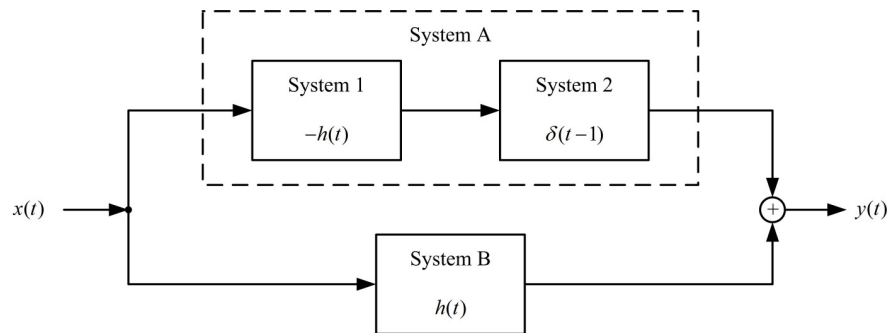 System A
System 1
System 2
−h(t)
δ(t−1)
x(t)
+
y(t)
System B
h(t)